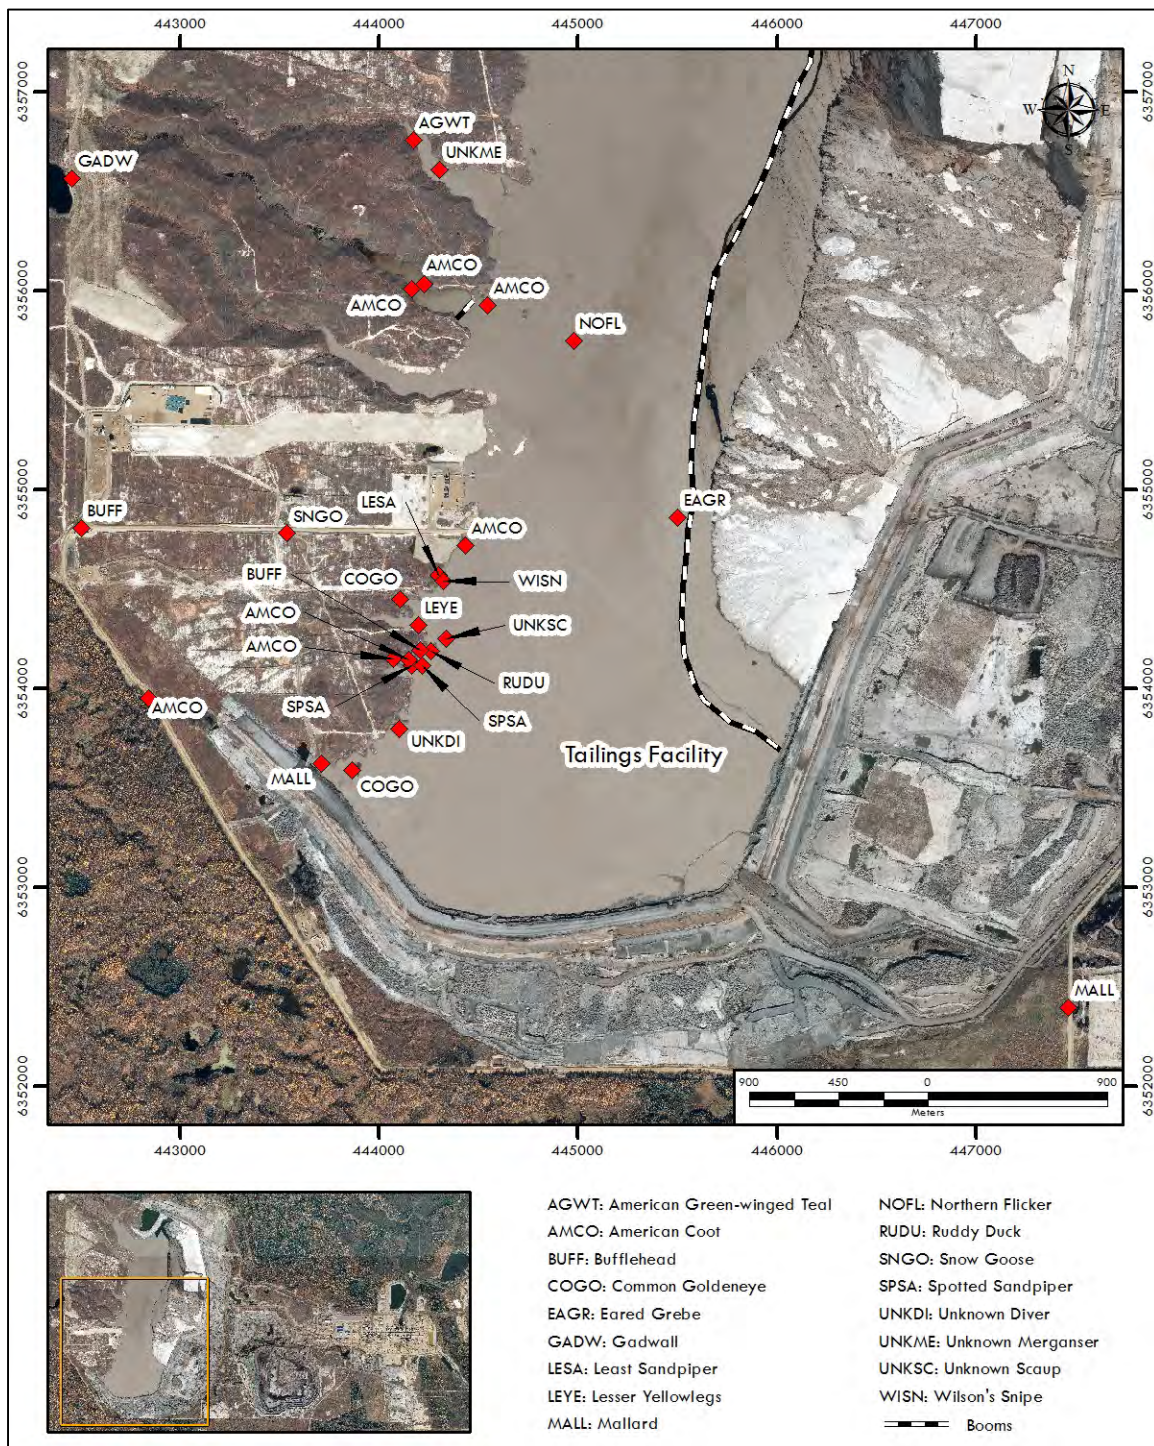 443000 444000 445000 446000 447000
6357000 6357000
N
W E
S
AGWT
UNKME
GADW
AMCO
AMCO
AMCO
6356000 6356000
NOFL
6355000 6355000
LESA
EAGR
BUFF
SNGO
AMCO
BUFF
COGO
WISN
LEYE
AMCO
UNKSC
AMCO
RUDU
SPSA
SPSA
6354000 6354000
AMCO
UNKDI
Tailings Facility
MALL
COGO
6353000 6353000
MALL
6352000 6352000
900 450 0 900
Meters
443000 444000 445000 446000 447000
AGWT: American Green-winged Teal
AMCO: American Coot
BUFF: Bufflehead
COGO: Common Goldeneye
EAGR: Eared Grebe
GADW: Gadwall
LESA: Least Sandpiper
LEYE: Lesser Yellowlegs
MALL: Mallard
NOFL: Northern Flicker
RUDU: Ruddy Duck
SNGO: Snow Goose
SPSA: Spotted Sandpiper
UNKDI: Unknown Diver
UNKME: Unknown Merganser
UNKSC: Unknown Scaup
WISN: Wilson's Snipe
Booms